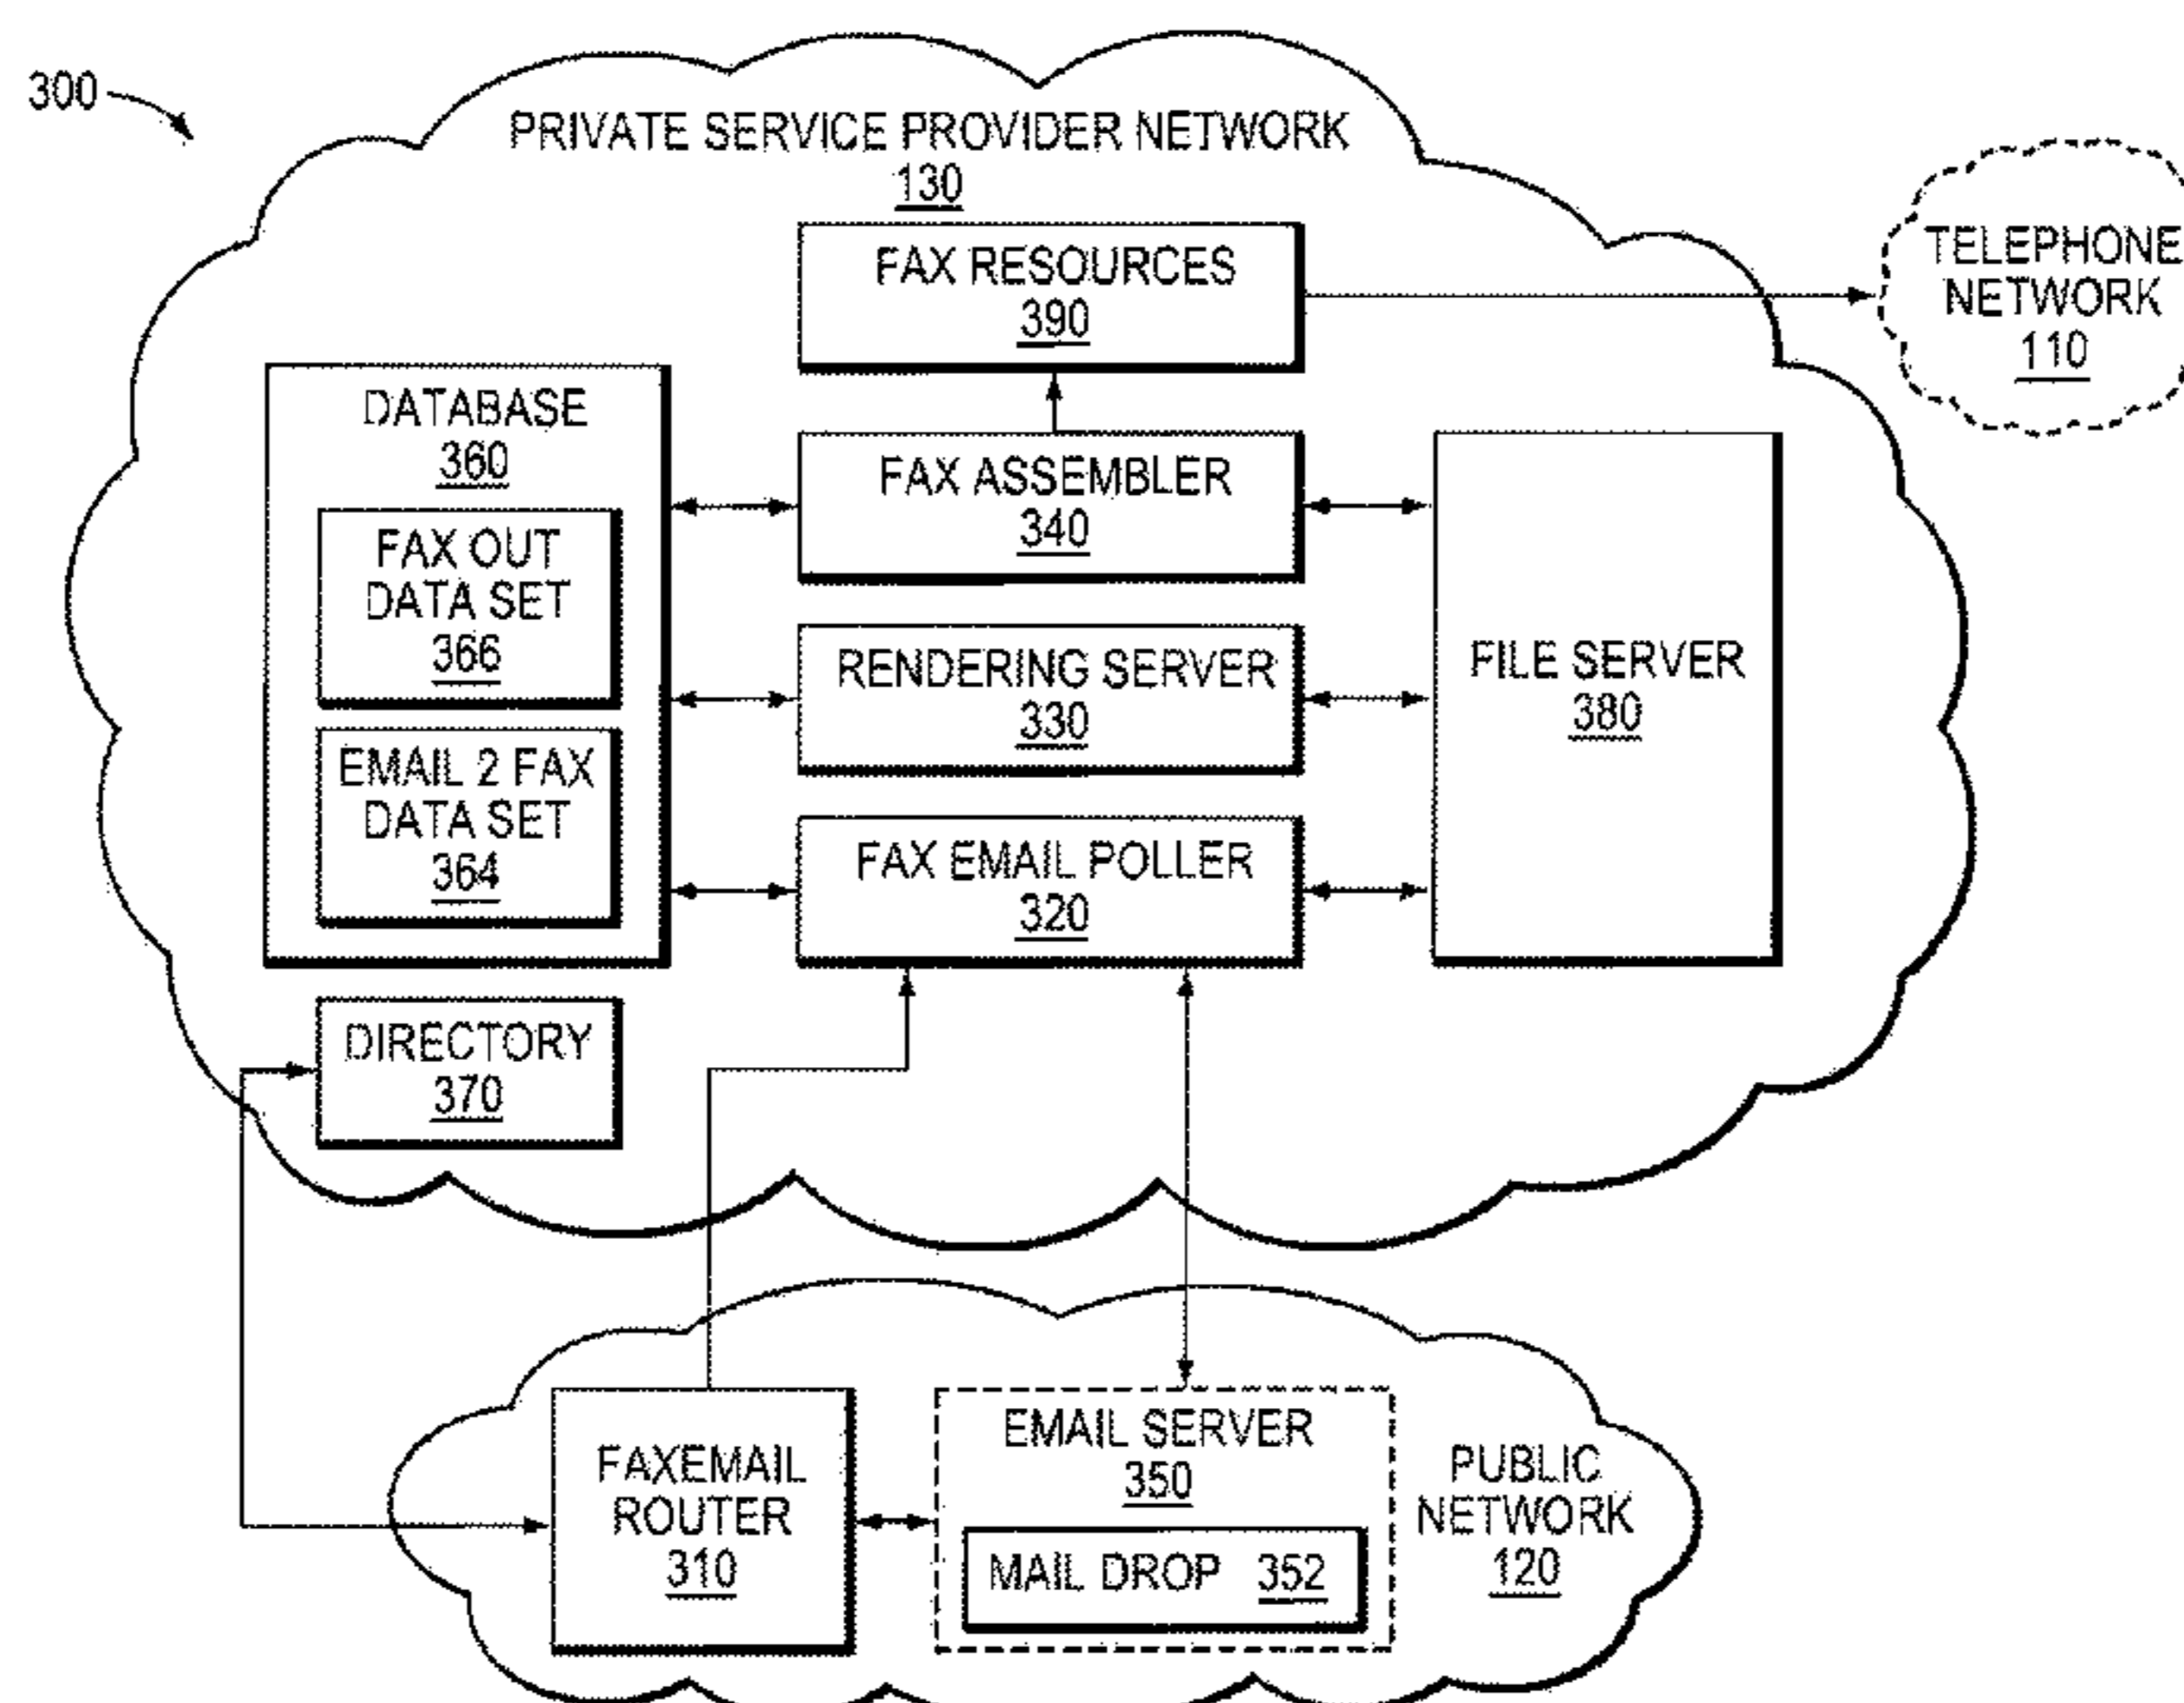 300
PRIVATE SERVICE PROVIDER NETWORK
130
FAX RESOURCES
390
TELEPHONE
NETWORK
110
DATABASE
360
FAX OUT
DATA SET
366
EMAIL 2 FAX
DATA SET
364
FAX ASSEMBLER
340
RENDERING SERVER
330
FAX EMAIL POLLER
320
FILE SERVER
380
DIRECTORY
370
FAXEMAIL
ROUTER
310
EMAIL SERVER
350
MAIL DROP 352
PUBLIC
NETWORK
120